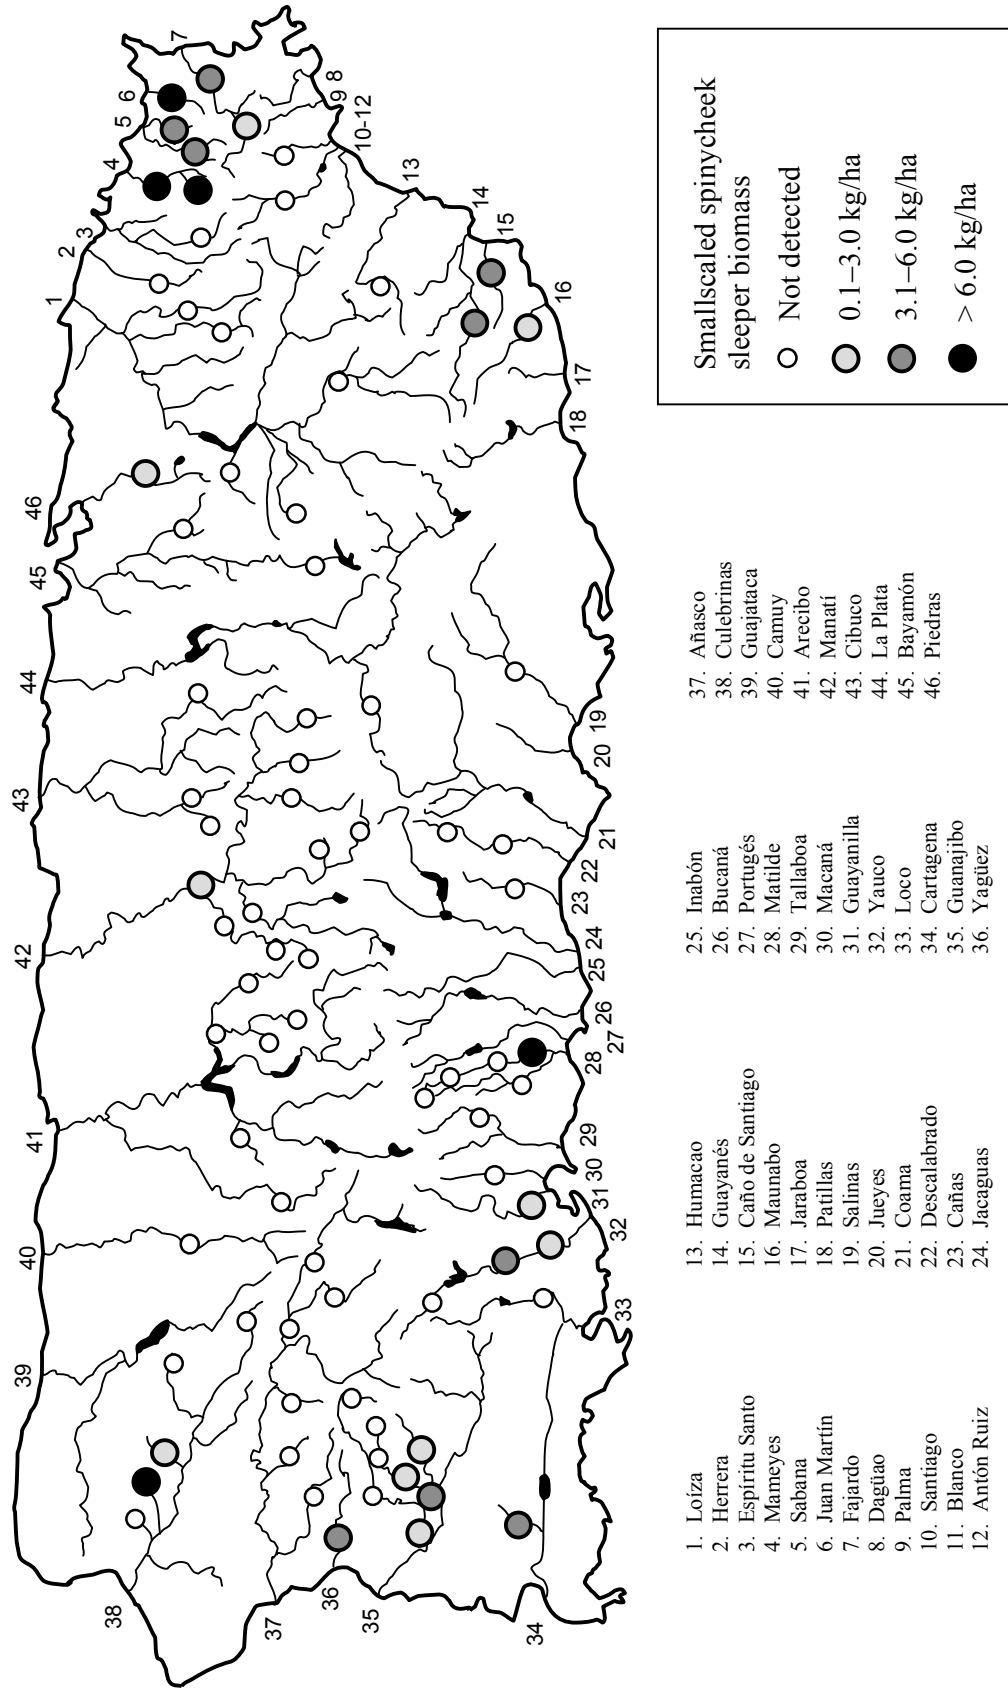 1
2
3
4
5
6
7
8
9
10-12
13
14
15
16
17
18
19
20
21
22
23
24
25
26
27
28
29
30
31
32
33
34
35
36
37
38
39
40
41
42
43
44
45
46
Smallscaled spinycheek
sleeper biomass
Not detected
0.1–3.0 kg/ha
3.1–6.0 kg/ha
> 6.0 kg/ha
1. Loíza
2. Herrera
3. Espíritu Santo
4. Mameyes
5. Sabana
6. Juan Martín
7. Fajardo
8. Dagüao
9. Palma
10. Santiago
11. Blanco
12. Antón Ruiz
13. Humacao
14. Guayanés
15. Caño de Santiago
16. Maunabo
17. Jaraboa
18. Patillas
19. Salinas
20. Jueyes
21. Coama
22. Descalabrado
23. Cañas
24. Jacaguas
25. Inabón
26. Bucaná
27. Portugés
28. Matilde
29. Tallaboa
30. Macaná
31. Guayanilla
32. Yauco
33. Loco
34. Cartagena
35. Guanajibo
36. Yagüez
37. Añasco
38. Culebrinas
39. Guajataca
40. Camuy
41. Arecibo
42. Manatí
43. Cibuco
44. La Plata
45. Bayamón
46. Piedras